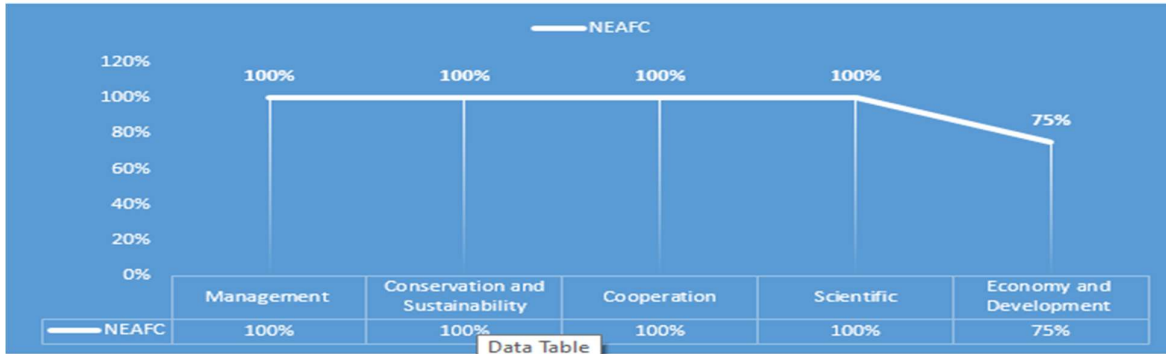 NEAFC
120%
100%
80%
60%
40%
20%
0%
100% 100% 100% 100% 75%
Management Conservation and Sustainability Cooperation Scientific Economy and Development
NEAFC 100% 100% 100% 100% 75%
Data Table